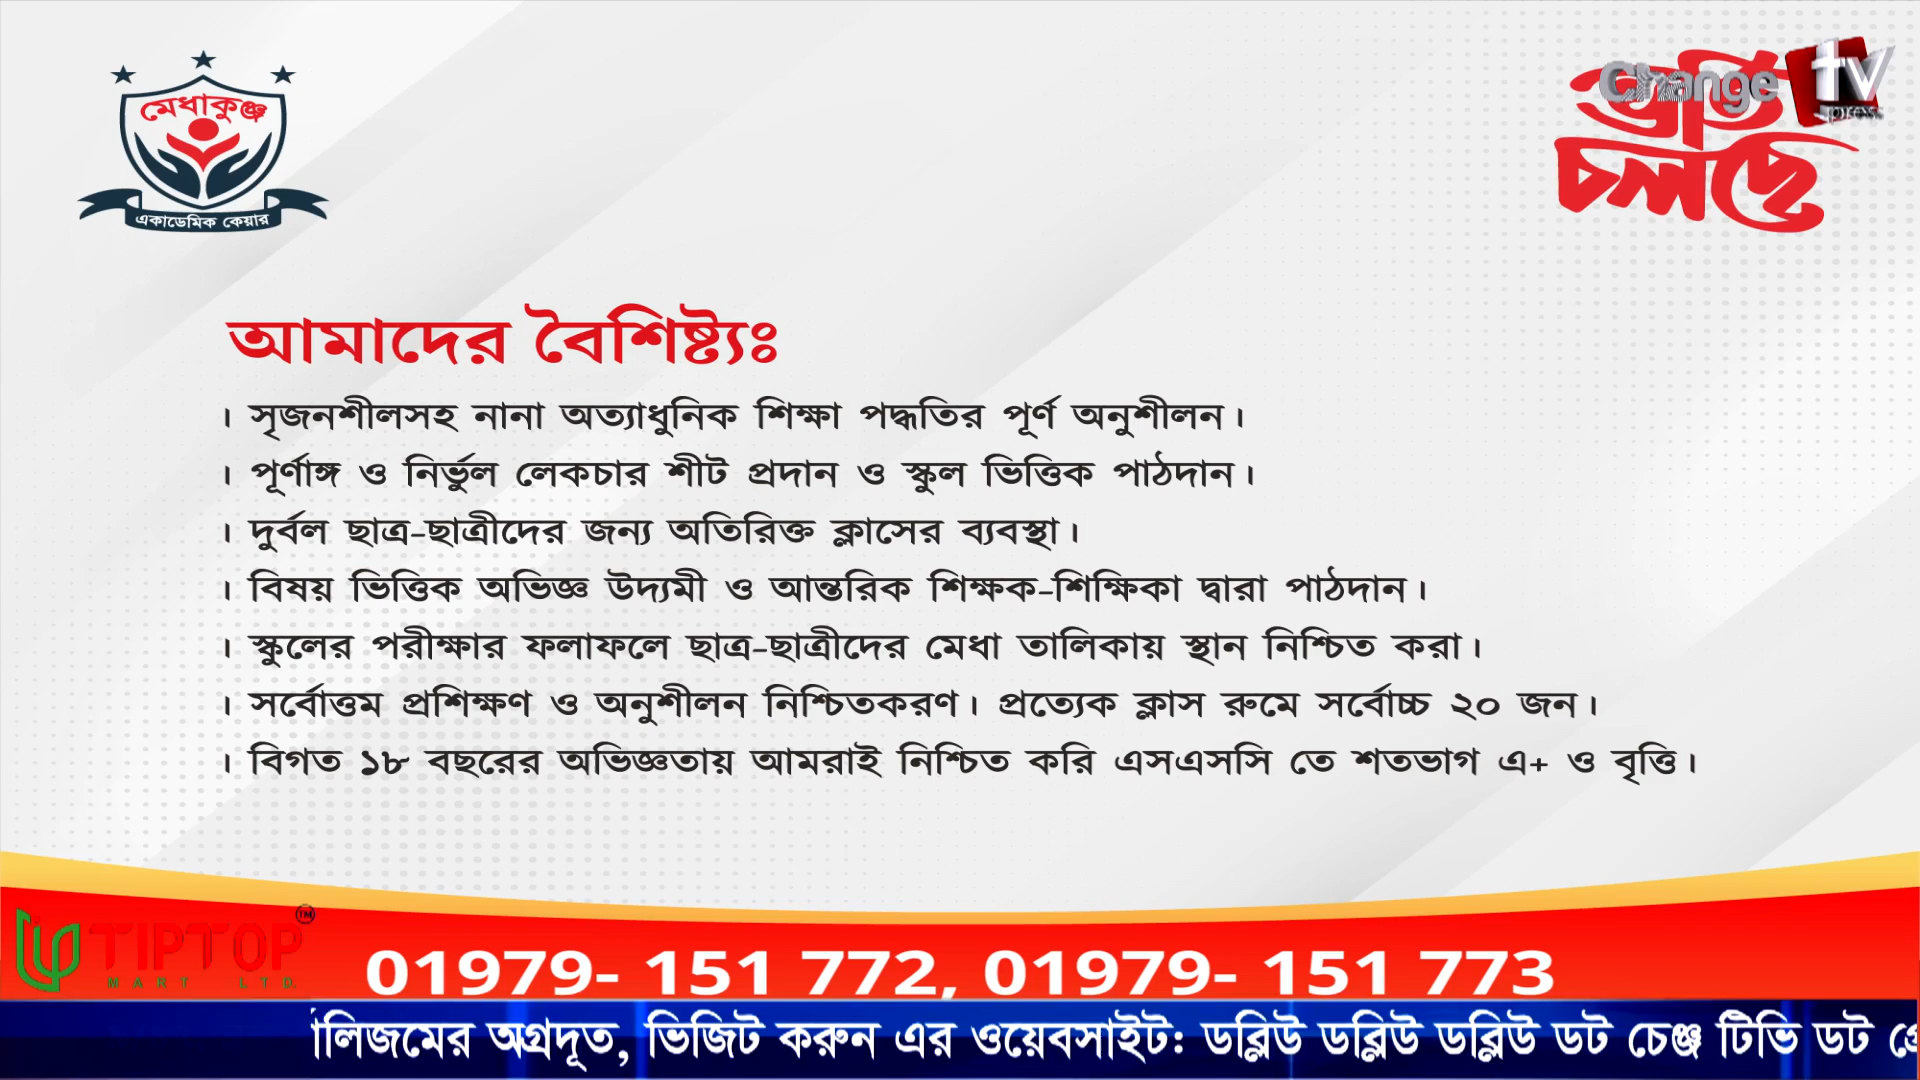 মেধাকুঞ্জ
একাডেমিক কেয়ার
ভর্তি
চলছে
Change tv
press
আমাদের বৈশিষ্ট্যঃ
। সৃজনশীলসহ নানা অত্যাধুনিক শিক্ষা পদ্ধতির পূর্ণ অনুশীলন।
। পূর্ণাঙ্গ ও নির্ভুল লেকচার শীট প্রদান ও স্কুল ভিত্তিক পাঠদান।
। দুর্বল ছাত্র-ছাত্রীদের জন্য অতিরিক্ত ক্লাসের ব্যবস্থা।
। বিষয় ভিত্তিক অভিজ্ঞ উদ্যমী ও আন্তরিক শিক্ষক-শিক্ষিকা দ্বারা পাঠদান।
। স্কুলের পরীক্ষার ফলাফলে ছাত্র-ছাত্রীদের মেধা তালিকায় স্থান নিশ্চিত করা।
। সর্বোত্তম প্রশিক্ষণ ও অনুশীলন নিশ্চিতকরণ। প্রত্যেক ক্লাস রুমে সর্বোচ্চ ২০ জন।
। বিগত ১৮ বছরের অভিজ্ঞতায় আমরাই নিশ্চিত করি এসএসসি তে শতভাগ এ+ ও বৃত্তি।
TIPTOP TM
MART LTD.
01979- 151 772, 01979- 151 773
অগ্রদূত, ভিজিট করুন এর ওয়েবসাইট: ডব্লিউ ডব্লিউ ডব্লিউ ডট চেঞ্জ টিভি ডট